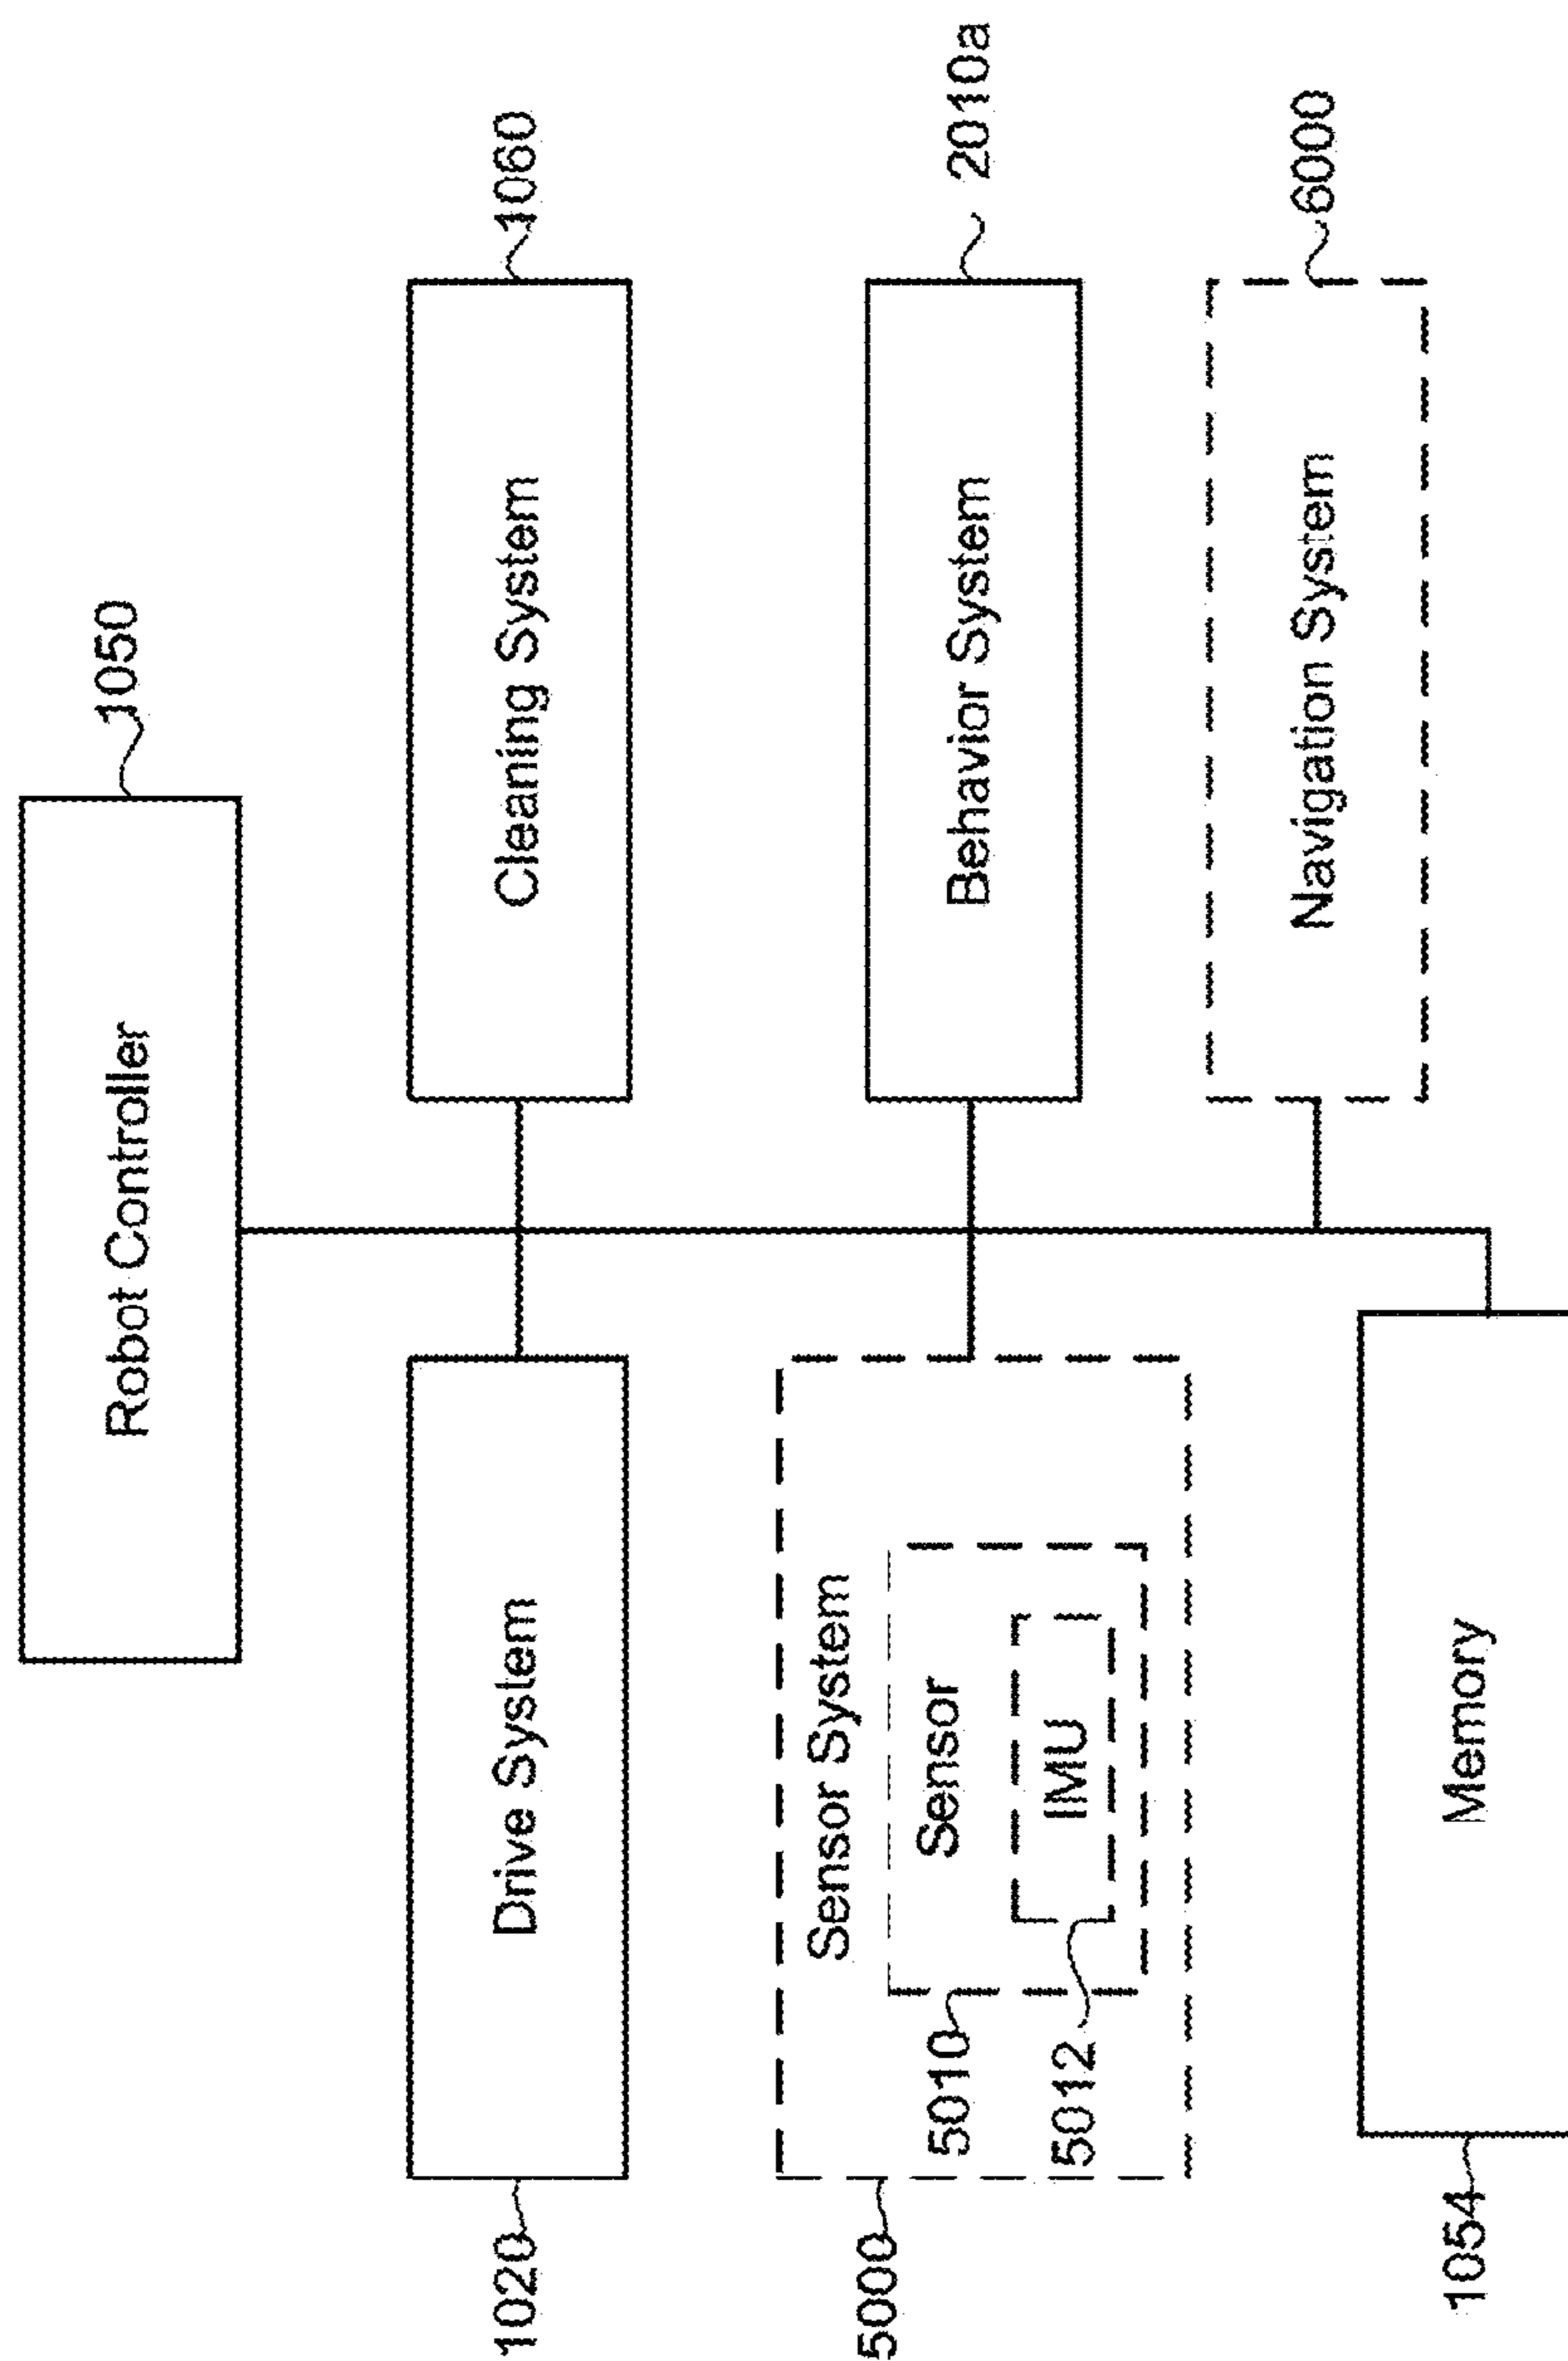 Robot Controller
1050
1020
Drive System
Cleaning System
1060
5000
Sensor System
5010
Sensor
5012
IMU
Behavior System
2010a
Navigation System
6000
1054
Memory